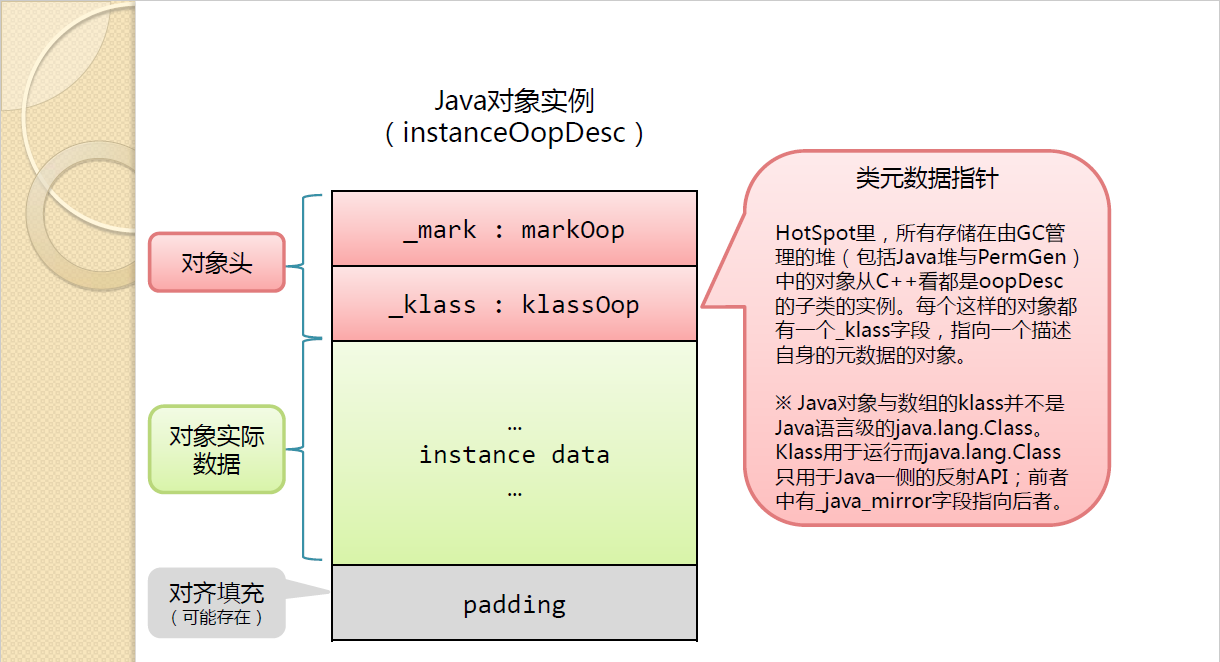 Java对象实例
（instanceOopDesc）
对象头
_mark : markOop
_klass : klassOop
对象实际
数据
…
instance data
…
对齐填充
（可能存在）
padding
类元数据指针
HotSpot里，所有存储在由GC管
理的堆（包括Java堆与PermGen）
中的对象从C++看都是oopDesc
的子类的实例。每个这样的对象都
有一个_klass字段，指向一个描述
自身的元数据的对象。
※ Java对象与数组的klass并不是
Java语言级的java.lang.Class。
Klass用于运行而java.lang.Class
只用于Java一侧的反射API；前者
中有_java_mirror字段指向后者。